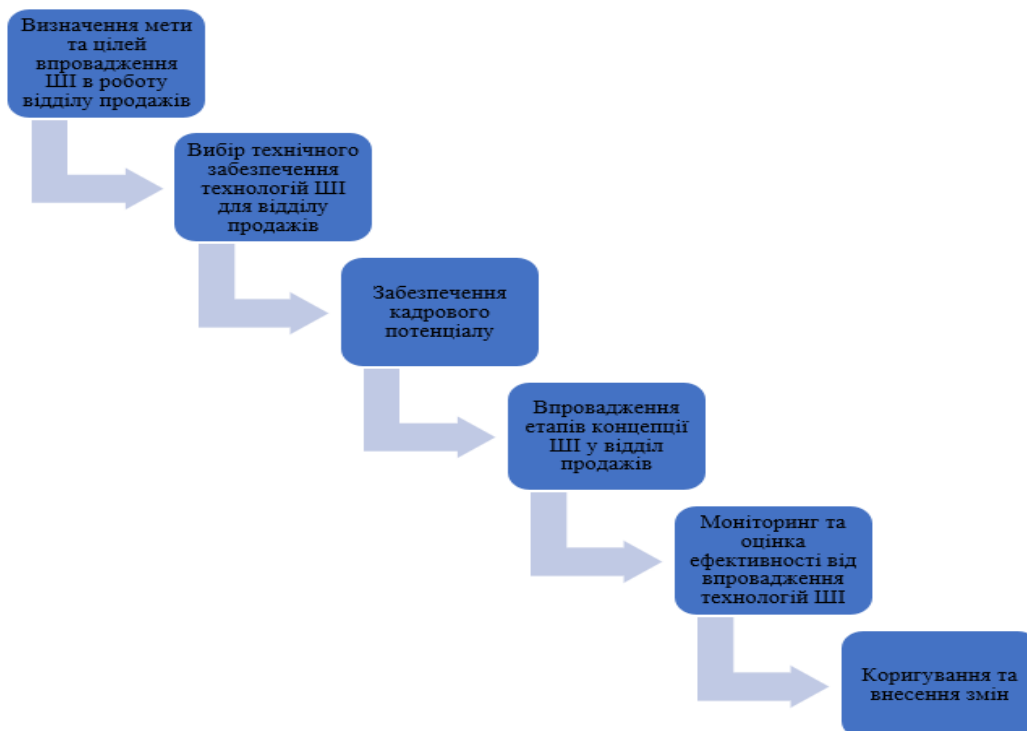 Визначення мети
та цілей
впровадження
ШІ в роботу
відділу продажів
Вибір технічного
забезпечення
технологій ШІ
для відділу
продажів
Забезпечення
кадрового
потенціалу
Впровадження
етапів концепції
ШІ у відділ
продажів
Моніторинг та
оцінка
ефективності від
впровадження
технологій ШІ
Коригування та
внесення змін